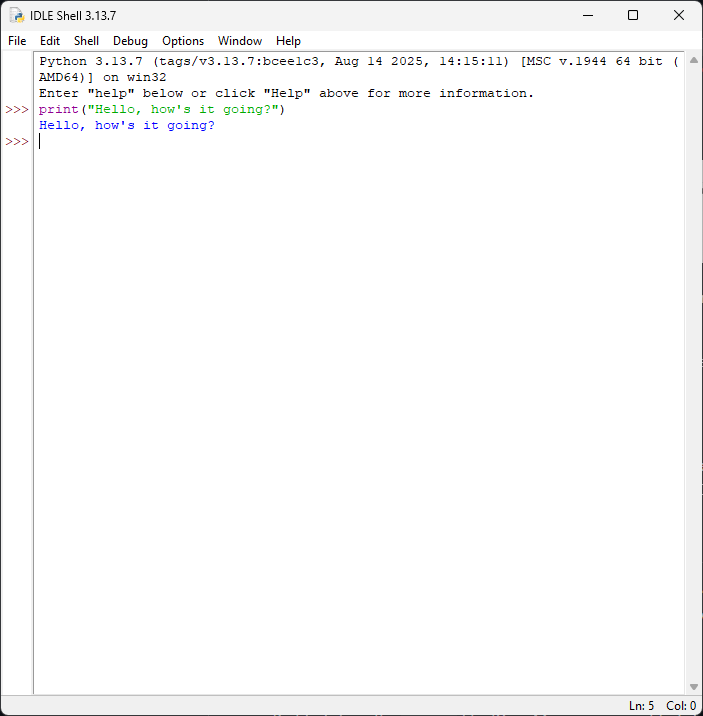 IDLE Shell 3.13.7
File Edit Shell Debug Options Window Help
Python 3.13.7 (tags/v3.13.7:bcee1c3, Aug 14 2025, 14:15:11) [MSC v.1944 64 bit (
AMD64)] on win32
Enter "help" below or click "Help" above for more information.
>>> print("Hello, how's it going?")
Hello, how's it going?
>>>
Ln: 5 Col: 0